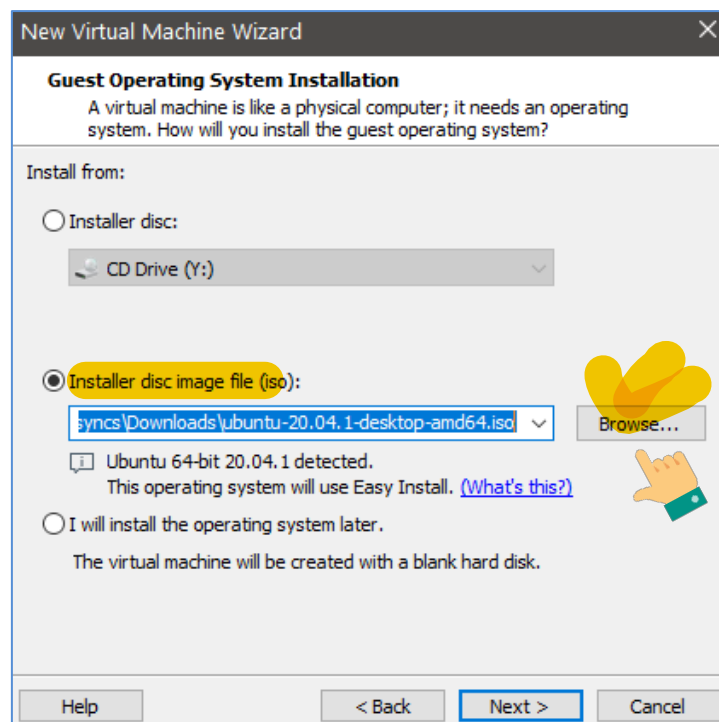 New Virtual Machine Wizard
Guest Operating System Installation
A virtual machine is like a physical computer; it needs an operating
system. How will you install the guest operating system?
Install from:
Installer disc:
CD Drive (Y:)
Installer disc image file (iso):
syncs\Downloads\ubuntu-20.04.1-desktop-amd64.iso
Browse...
Ubuntu 64-bit 20.04.1 detected.
This operating system will use Easy Install. (What's this?)
I will install the operating system later.
The virtual machine will be created with a blank hard disk.
Help
< Back
Next >
Cancel